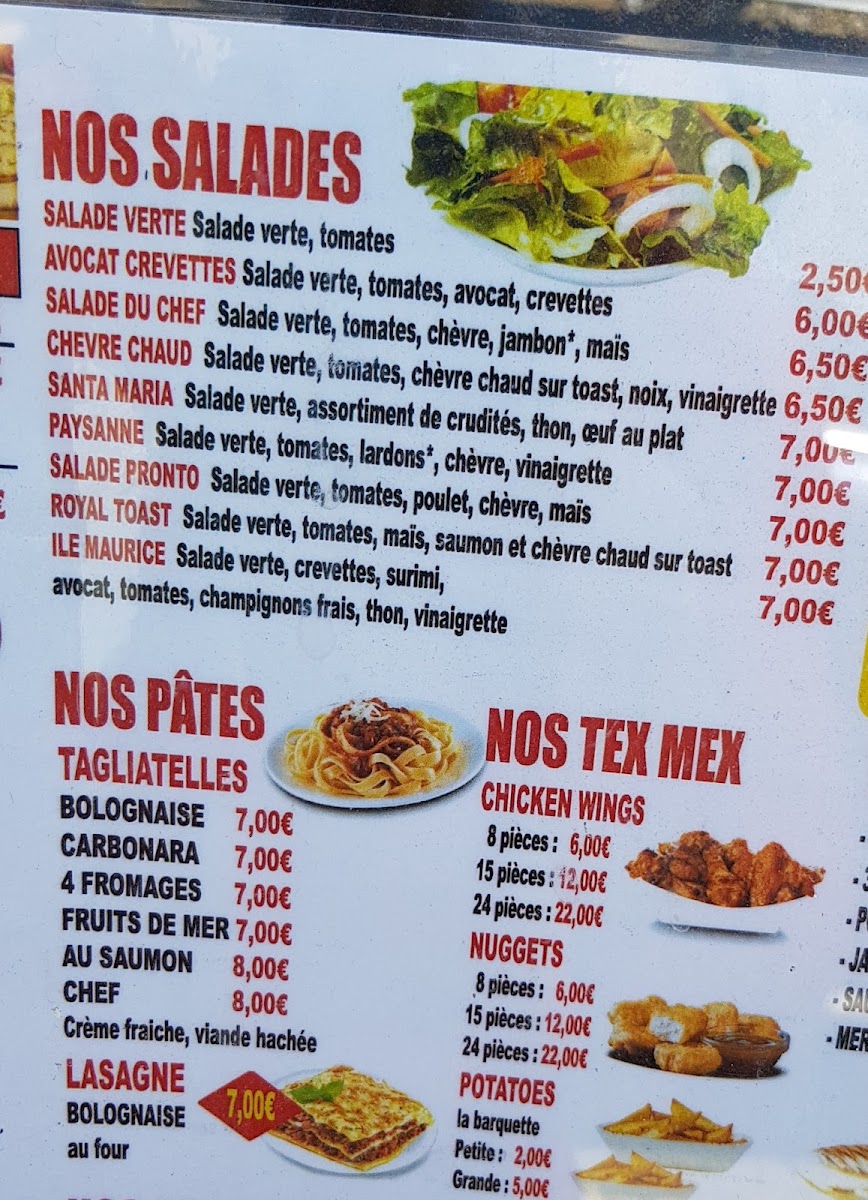 NOS SALADES
SALADE VERTE Salade verte, tomates 2,50€
AVOCAT CREVETTES Salade verte, tomates, avocat, crevettes 6,00€
SALADE DU CHEF Salade verte, tomates, chèvre, jambon*, maïs 6,50€
CHEVRE CHAUD Salade verte, tomates, chèvre chaud sur toast, noix, vinaigrette 6,50€
SANTA MARIA Salade verte, assortiment de crudités, thon, œuf au plat 7,00€
PAYSANNE Salade verte, tomates, lardons*, chèvre, vinaigrette 7,00€
SALADE PRONTO Salade verte, tomates, poulet, chèvre, maïs 7,00€
ROYAL TOAST Salade verte, tomates, maïs, saumon et chèvre chaud sur toast 7,00€
ILE MAURICE Salade verte, crevettes, surimi,
avocat, tomates, champignons frais, thon, vinaigrette 7,00€
NOS PÂTES
TAGLIATELLES
BOLOGNAISE 7,00€
CARBONARA 7,00€
4 FROMAGES 7,00€
FRUITS DE MER 7,00€
AU SAUMON 8,00€
CHEF 8,00€
Crème fraiche, viande hachée
LASAGNE
BOLOGNAISE
au four
7,00€
NOS TEX MEX
CHICKEN WINGS
8 pièces : 6,00€
15 pièces : 12,00€
24 pièces : 22,00€
NUGGETS
8 pièces : 6,00€
15 pièces : 12,00€
24 pièces : 22,00€
POTATOES
la barquette
Petite : 2,00€
Grande : 5,00€